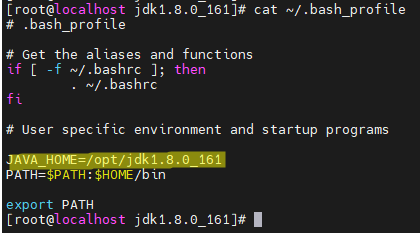 [root@localhost jdk1.8.0_161]# cat ~/.bash_profile
# .bash_profile
# Get the aliases and functions
if [ -f ~/.bashrc ]; then
. ~/.bashrc
fi
# User specific environment and startup programs
JAVA_HOME=/opt/jdk1.8.0_161
PATH=$PATH:$HOME/bin
export PATH
[root@localhost jdk1.8.0_161]#